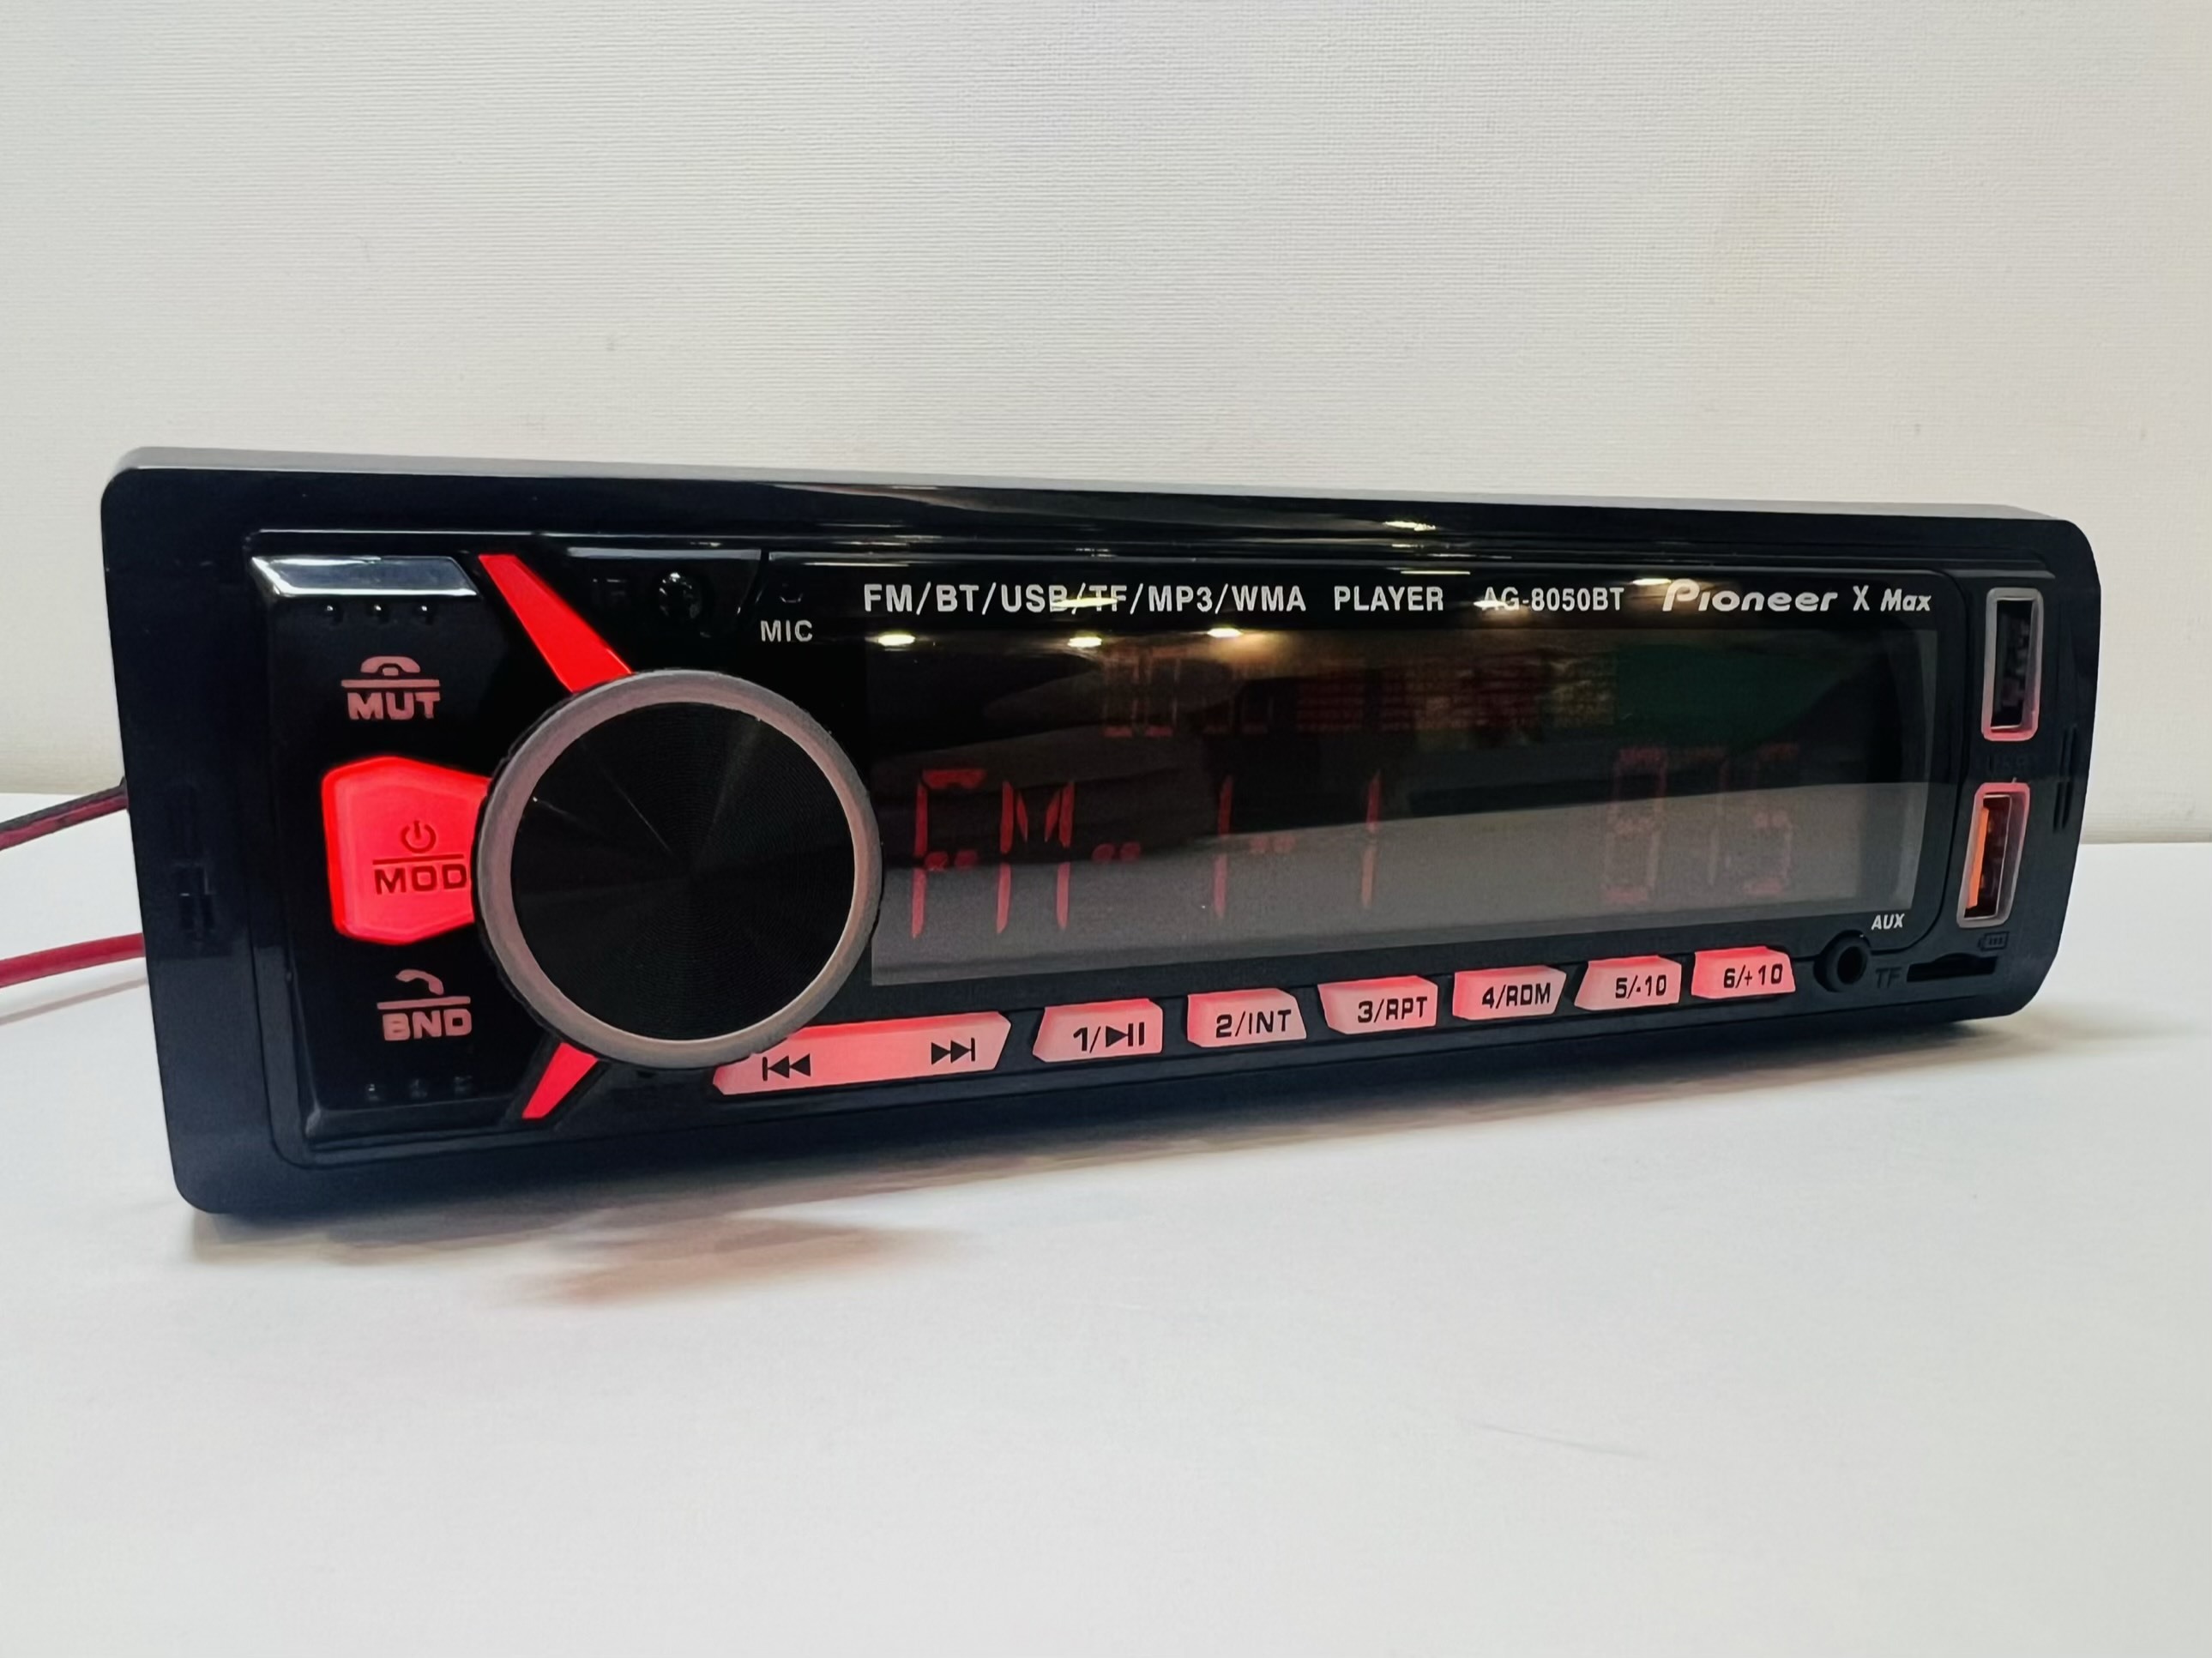 FM/BT/USB/TF/MP3/WMA PLAYER AG-8050BT Pioneer X Max
MIC
MUT
MOD
BND
1/
2/INT
3/RPT
4/RDM
5/-10
6/+10
AUX
TF